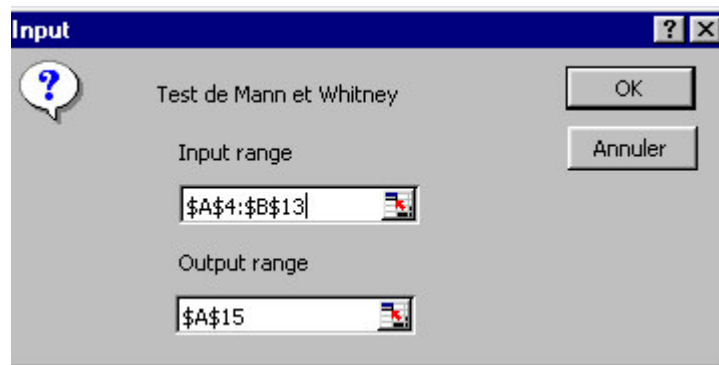 Input
? X
Test de Mann et Whitney
OK
Annuler
Input range
$A$4:$B$13
Output range
$A$15